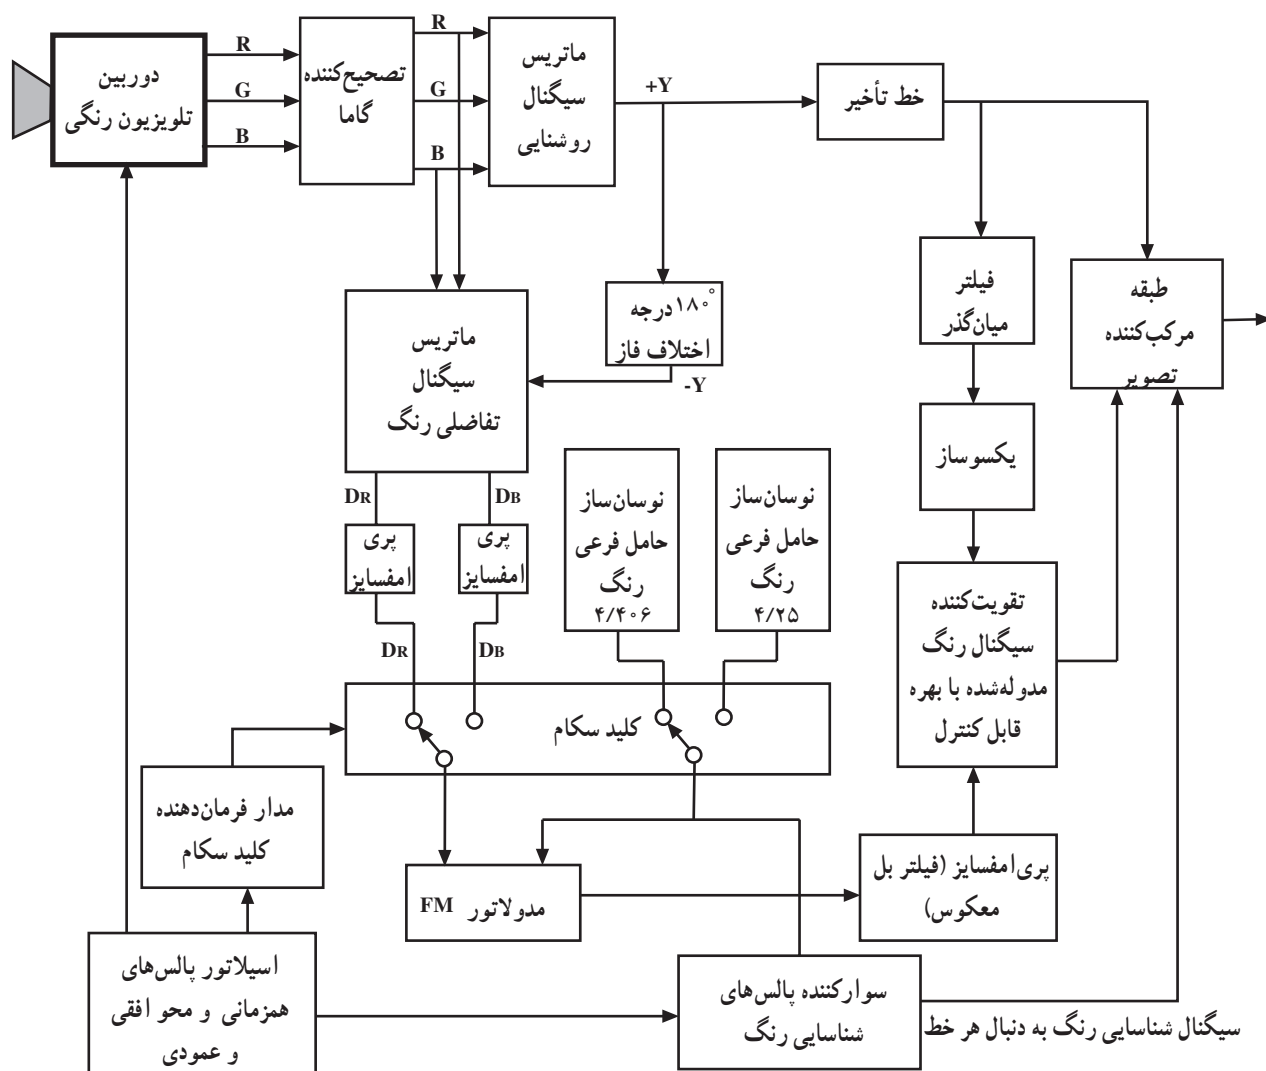 دوربین
تلویزیون رنگی
R
G
B
تصحیح‌کننده
گاما
R
G
B
ماتریس
سیگنال
روشنایی
+Y
خط تأخیر
فیلتر
میان‌گذر
طبقه
مرکب‌کننده
تصویر
۱۸۰° درجه
اختلاف فاز
-Y
ماتریس
سیگنال
تفاضلی رنگ
یکسوساز
DR
DB
پری
امفسایز
پری
امفسایز
نوسان‌ساز
حامل فرعی
رنگ
۴/۴۰۶
نوسان‌ساز
حامل فرعی
رنگ
۴/۲۵
تقویت‌کننده
سیگنال رنگ
مدوله‌شده با بهره
قابل کنترل
DR
DB
کلید سکام
مدار فرمان‌دهنده
کلید سکام
مدولاتور FM
پری‌امفسایز (فیلتر بل
معکوس)
اسیلاتور پالس‌های
همزمانی و محو افقی
و عمودی
سوارکننده پالس‌های
شناسایی رنگ
سیگنال شناسایی رنگ به دنبال هر خط